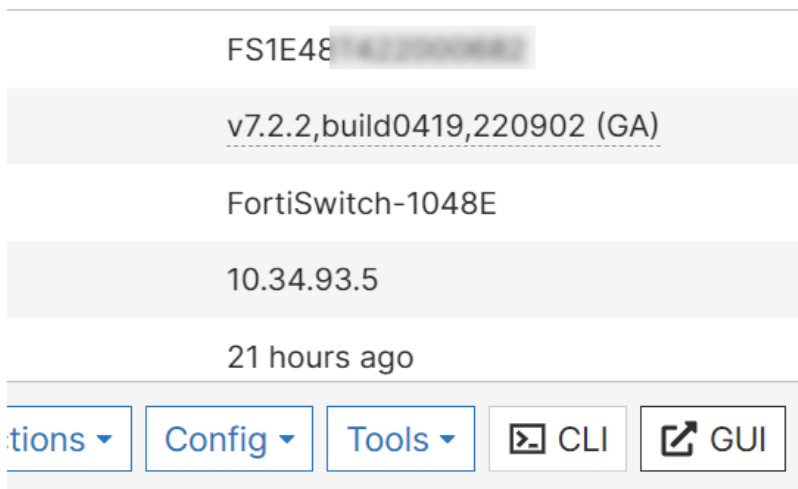 FS1E48
v7.2.2,build0419,220902 (GA)
FortiSwitch-1048E
10.34.93.5
21 hours ago
tions Config Tools CLI GUI